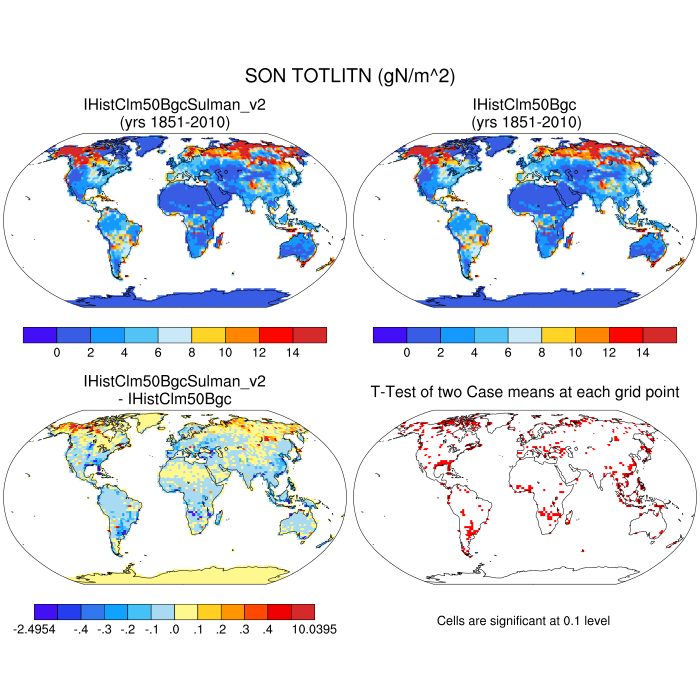 SON TOTLITN (gN/m^2)
IHistClm50BgcSulman_v2
(yrs 1851-2010)
IHistClm50Bgc
(yrs 1851-2010)
0 2 4 6 8 10 12 14
0 2 4 6 8 10 12 14
IHistClm50BgcSulman_v2
- IHistClm50Bgc
T-Test of two Case means at each grid point
-2.4954 -.4 -.3 -.2 -.1 .0 .1 .2 .3 .4 10.0395
Cells are significant at 0.1 level